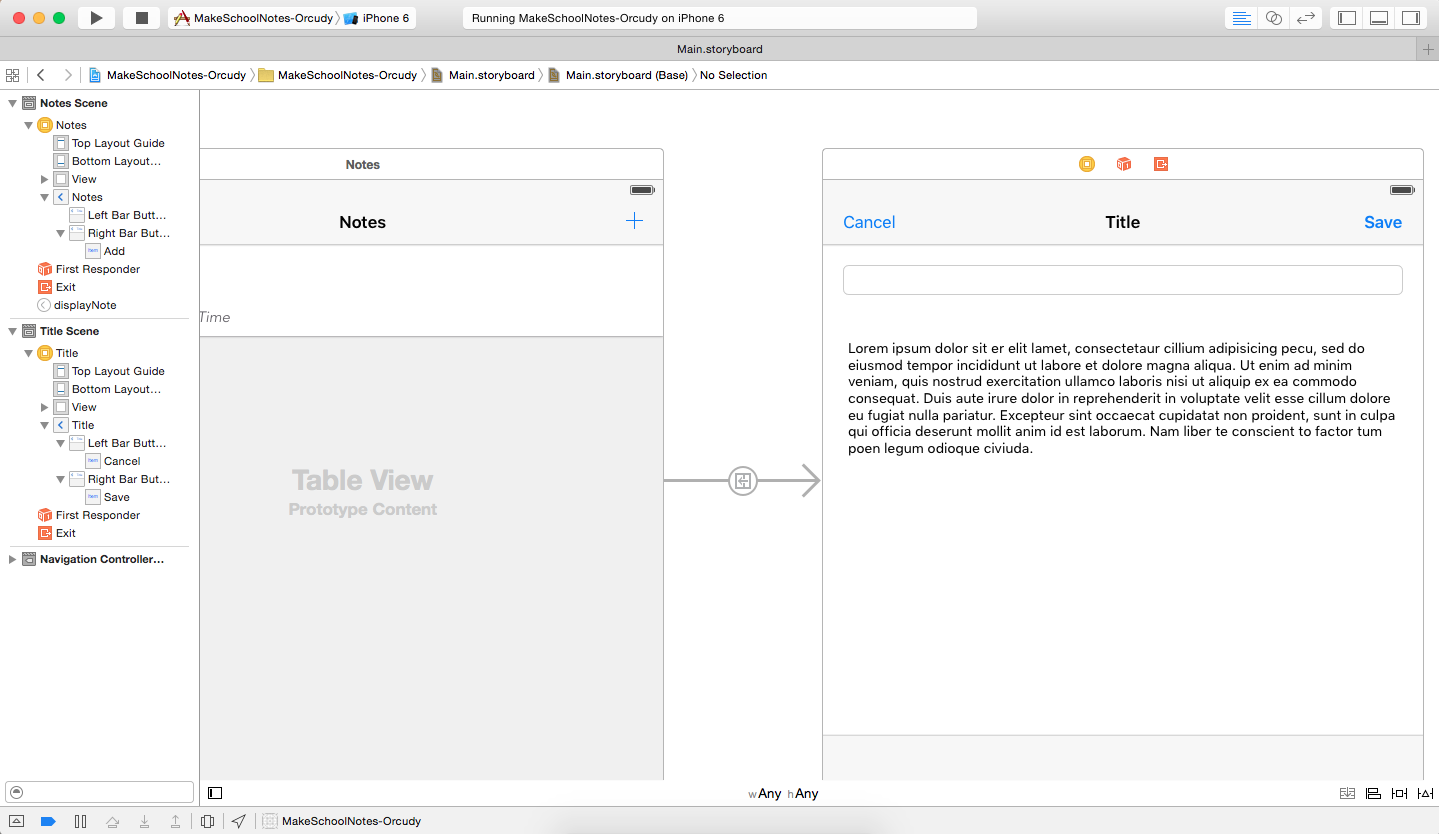 MakeSchoolNotes-Orcudy iPhone 6 Running MakeSchoolNotes-Orcudy on iPhone 6
Main.storyboard
MakeSchoolNotes-Orcudy MakeSchoolNotes-Orcudy Main.storyboard Main.storyboard (Base) No Selection
Notes Scene
Notes
Top Layout Guide
Bottom Layout...
View
Notes
Left Bar Butt...
Right Bar But...
Add
First Responder
Exit
displayNote
Title Scene
Title
Top Layout Guide
Bottom Layout...
View
Title
Left Bar Butt...
Cancel
Right Bar But...
Save
First Responder
Exit
Navigation Controller...
Notes
Notes
Time
Table View
Prototype Content
Cancel Title Save
Lorem ipsum dolor sit er elit lamet, consectetaur cillium adipisicing pecu, sed do
eiusmod tempor incididunt ut labore et dolore magna aliqua. Ut enim ad minim
veniam, quis nostrud exercitation ullamco laboris nisi ut aliquip ex ea commodo
consequat. Duis aute irure dolor in reprehenderit in voluptate velit esse cillum dolore
eu fugiat nulla pariatur. Excepteur sint occaecat cupidatat non proident, sunt in culpa
qui officia deserunt mollit anim id est laborum. Nam liber te conscient to factor tum
poen legum odioque civiuda.
wAny hAny
MakeSchoolNotes-Orcudy